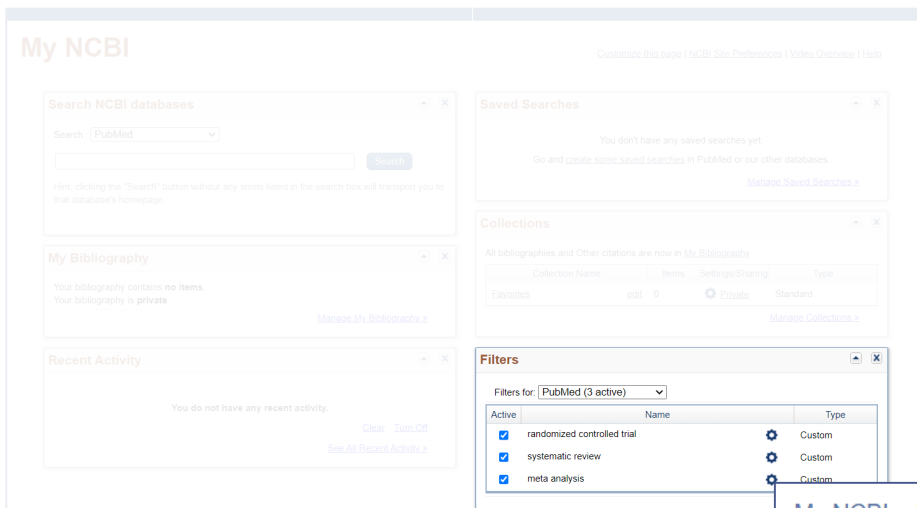 My NCBI
Customize this page | NCBI Site Preferences | Video Overview | Help
Search NCBI databases
Search : PubMed
Search
Hint: clicking the "Search" button without any terms listed in the search box will transport you to
that database's homepage.
My Bibliography
Your bibliography contains no items.
Your bibliography is private.
Manage My Bibliography »
Recent Activity
You do not have any recent activity.
Clear Turn Off
See All Recent Activity »
Saved Searches
You don't have any saved searches yet.
Go and create some saved searches in PubMed or our other databases.
Manage Saved Searches »
Collections
All bibliographies and Other citations are now in My Bibliography
Collection Name Items Settings/Sharing Type
Favorites edit 0 Private Standard
Manage Collections »
Filters
Filters for: PubMed (3 active)
Active Name Type
randomized controlled trial Custom
systematic review Custom
meta analysis Custom
My NCBI